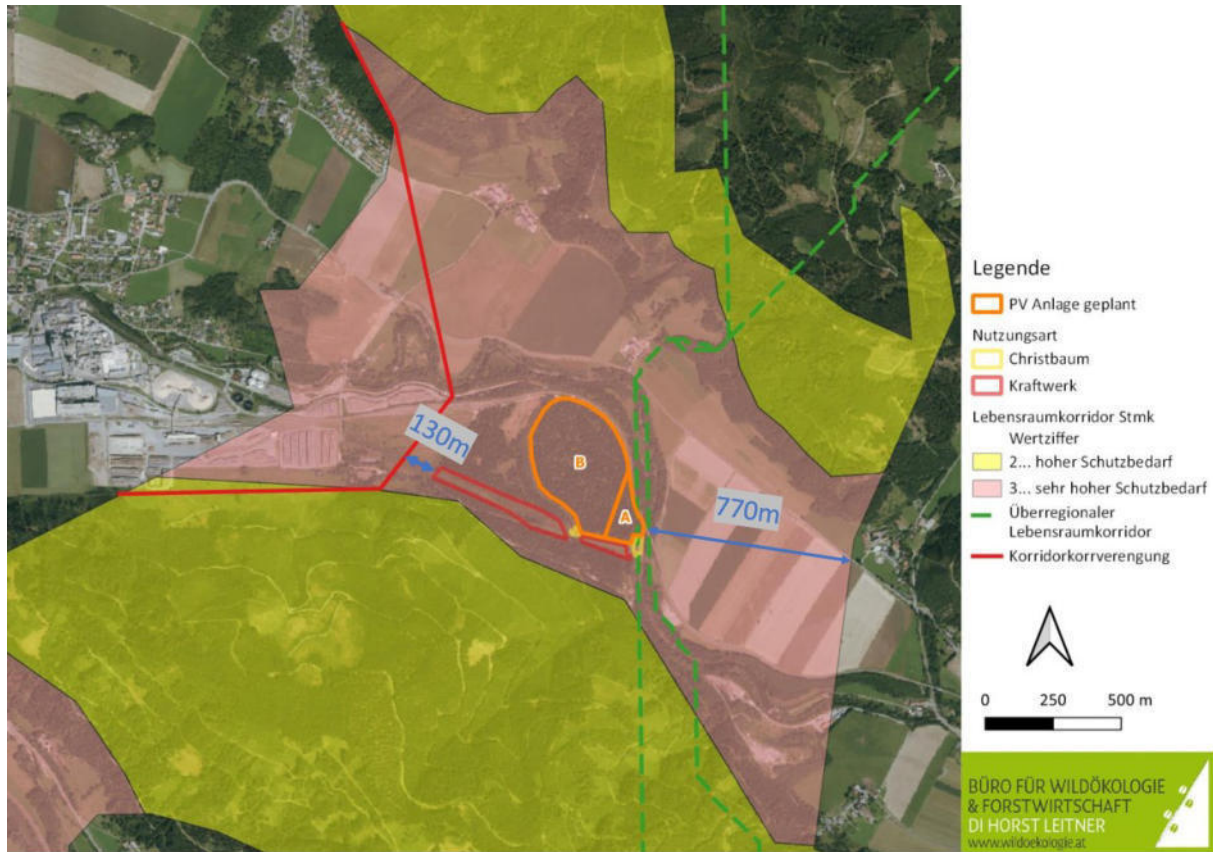 130m
B
A
770m
Legende
PV Anlage geplant
Nutzungsart
Christbaum
Kraftwerk
Lebensraumkorridor Stmk
Wertziffer
2... hoher Schutzbedarf
3... sehr hoher Schutzbedarf
Überregionaler
Lebensraumkorridor
Korridorkorrverengung
0 250 500 m
BÜRO FÜR WILDÖKOLOGIE
& FORSTWIRTSCHAFT
DI HORST LEITNER
www.wildoekologie.at